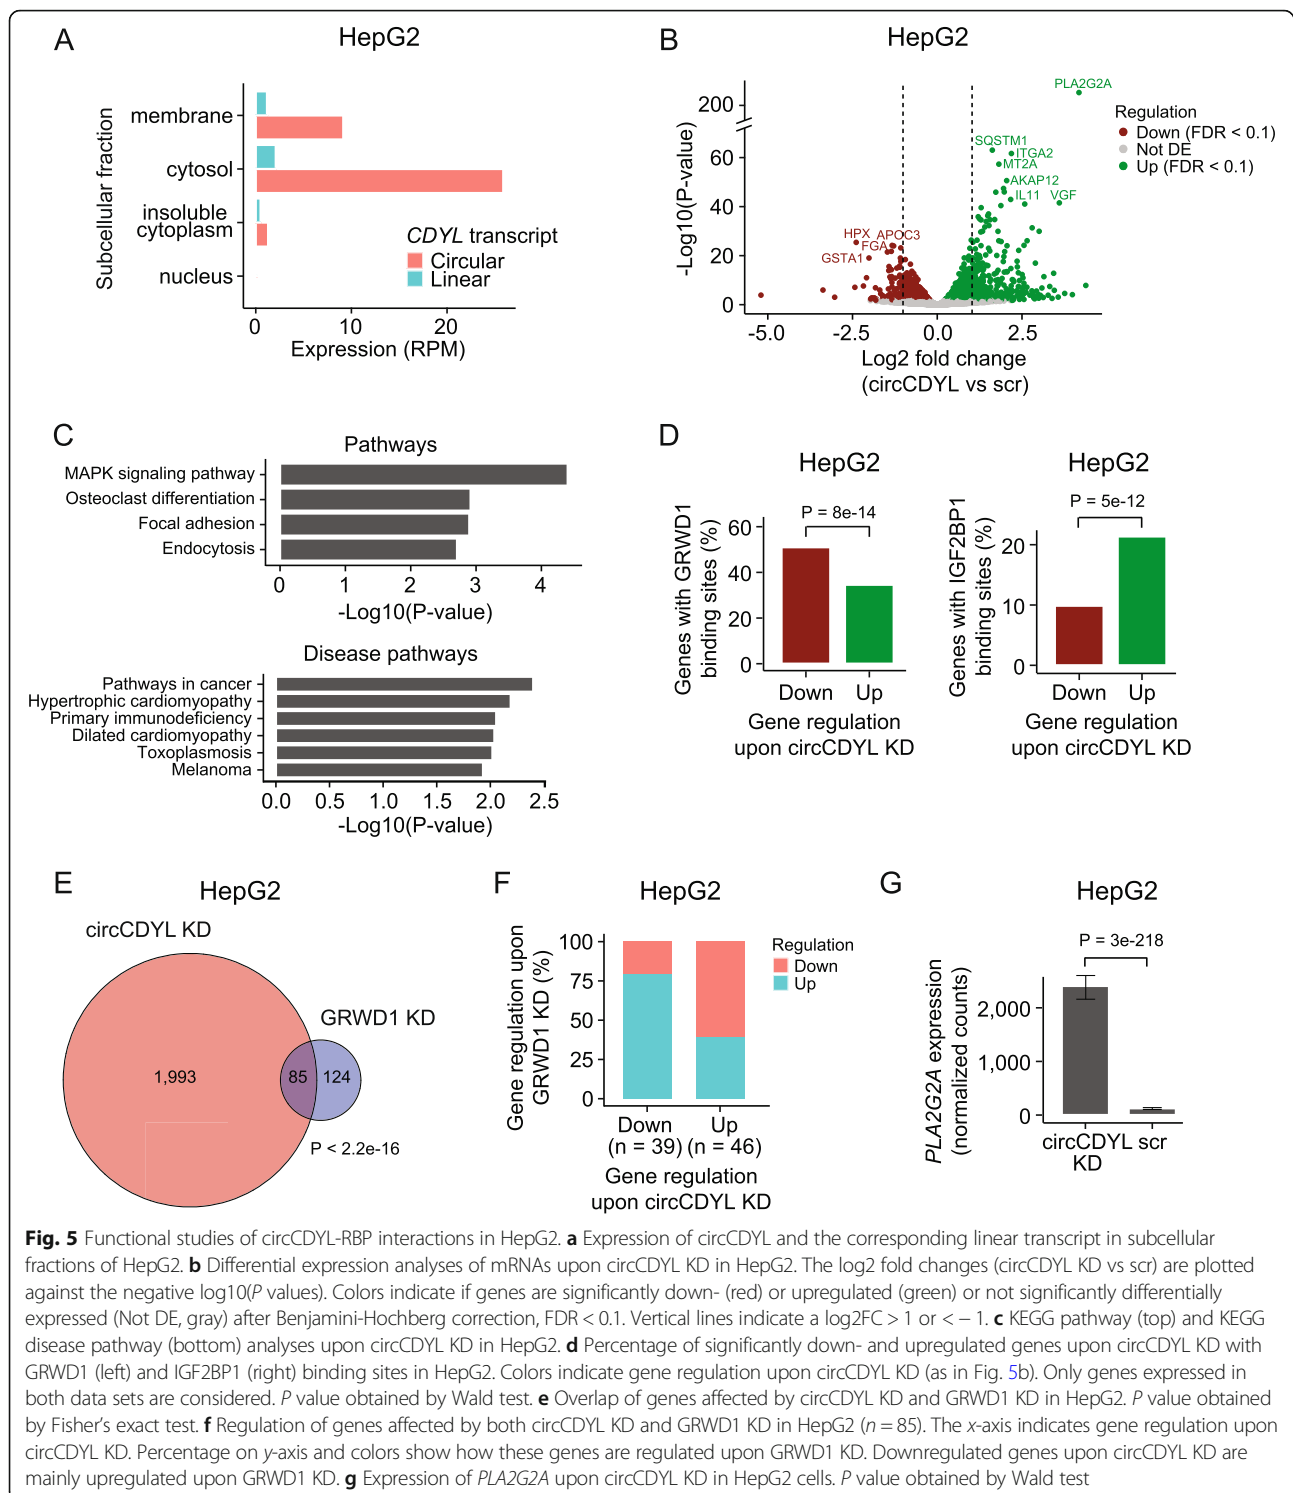 A
HepG2
Subcellular fraction
membrane
cytosol
insoluble
cytoplasm
nucleus
CDYL transcript
Circular
Linear
0 10 20
Expression (RPM)
B
HepG2
-Log10(P-value)
200
60
40
20
0
PLA2G2A
SQSTM1
ITGA2
MT2A
AKAP12
IL11 VGF
HPX APOC3
FGA
GSTA1
-5.0 -2.5 0.0 2.5
Log2 fold change
(circCDYL vs scr)
Regulation
Down (FDR < 0.1)
Not DE
Up (FDR < 0.1)
C
Pathways
MAPK signaling pathway
Osteoclast differentiation
Focal adhesion
Endocytosis
0 1 2 3 4
-Log10(P-value)
Disease pathways
Pathways in cancer
Hypertrophic cardiomyopathy
Primary immunodeficiency
Dilated cardiomyopathy
Toxoplasmosis
Melanoma
0.0 0.5 1.0 1.5 2.0 2.5
-Log10(P-value)
D
HepG2
P = 8e-14
Genes with GRWD1
binding sites (%)
60
40
20
0
Down Up
Gene regulation
upon circCDYL KD
HepG2
P = 5e-12
Genes with IGF2BP1
binding sites (%)
20
10
0
Down Up
Gene regulation
upon circCDYL KD
E
HepG2
circCDYL KD
GRWD1 KD
1,993
85
124
P < 2.2e-16
F
HepG2
Gene regulation upon
GRWD1 KD (%)
100
75
50
25
0
Down Up
(n = 39) (n = 46)
Gene regulation
upon circCDYL KD
Regulation
Down
Up
G
HepG2
P = 3e-218
PLA2G2A expression
(normalized counts)
2,000
1,000
0
circCDYL scr
KD
Fig. 5 Functional studies of circCDYL-RBP interactions in HepG2. a Expression of circCDYL and the corresponding linear transcript in subcellular
fractions of HepG2. b Differential expression analyses of mRNAs upon circCDYL KD in HepG2. The log2 fold changes (circCDYL KD vs scr) are plotted
against the negative log10(P values). Colors indicate if genes are significantly down- (red) or upregulated (green) or not significantly differentially
expressed (Not DE, gray) after Benjamini-Hochberg correction, FDR < 0.1. Vertical lines indicate a log2FC > 1 or < − 1. c KEGG pathway (top) and KEGG
disease pathway (bottom) analyses upon circCDYL KD in HepG2. d Percentage of significantly down- and upregulated genes upon circCDYL KD with
GRWD1 (left) and IGF2BP1 (right) binding sites in HepG2. Colors indicate gene regulation upon circCDYL KD (as in Fig. 5b). Only genes expressed in
both data sets are considered. P value obtained by Wald test. e Overlap of genes affected by circCDYL KD and GRWD1 KD in HepG2. P value obtained
by Fisher's exact test. f Regulation of genes affected by both circCDYL KD and GRWD1 KD in HepG2 (n = 85). The x-axis indicates gene regulation upon
circCDYL KD. Percentage on y-axis and colors show how these genes are regulated upon GRWD1 KD. Downregulated genes upon circCDYL KD are
mainly upregulated upon GRWD1 KD. g Expression of PLA2G2A upon circCDYL KD in HepG2 cells. P value obtained by Wald test